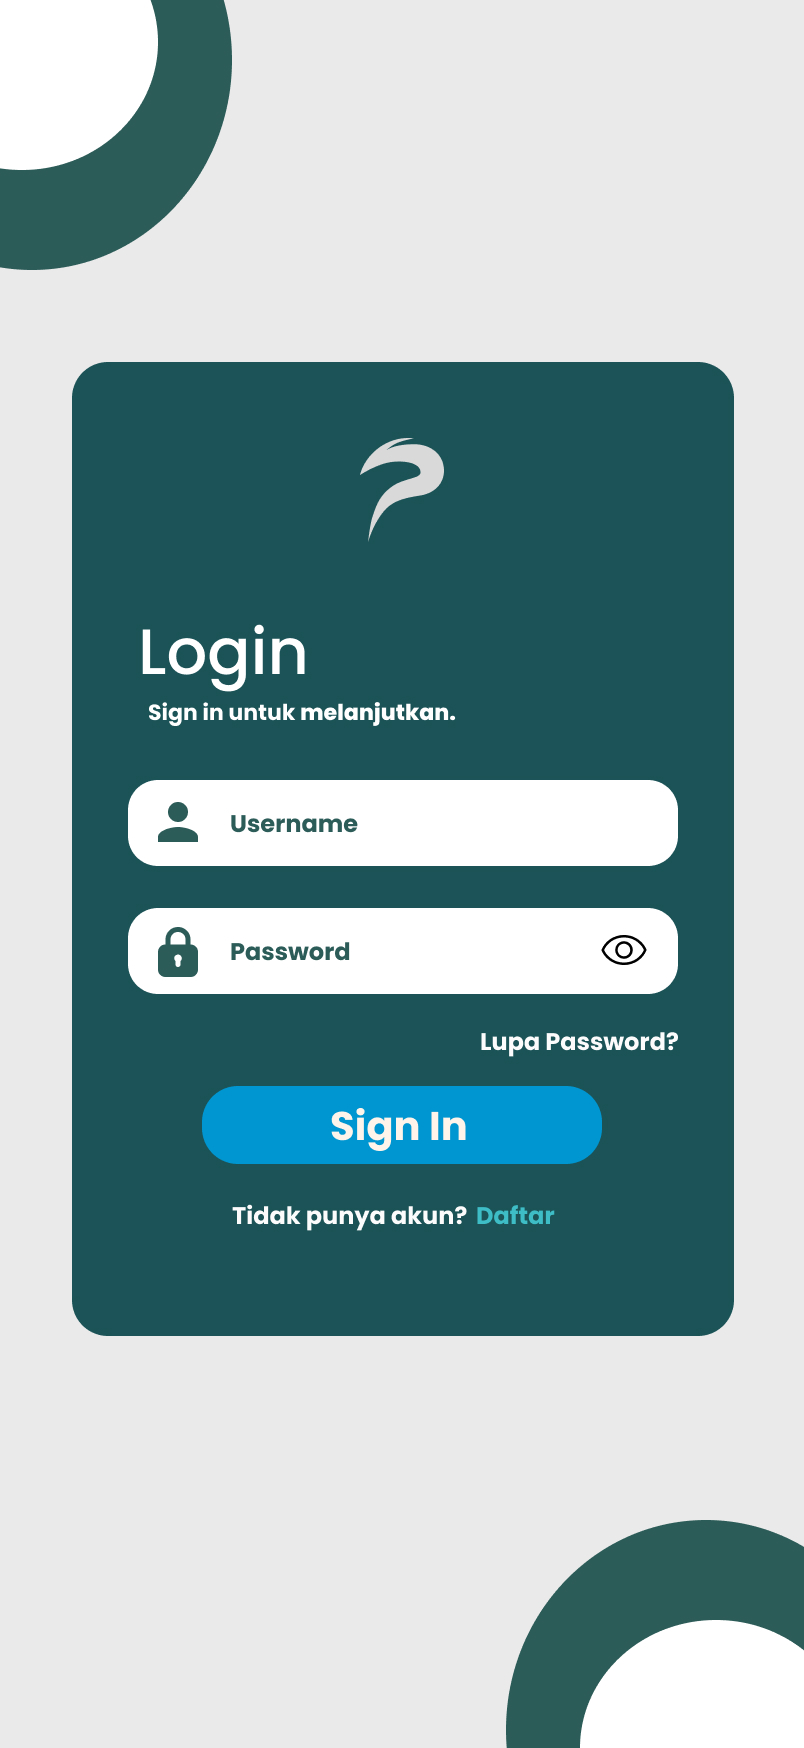 Login
Sign in untuk melanjutkan.
Username
Password
Lupa Password?
Sign In
Tidak punya akun? Daftar